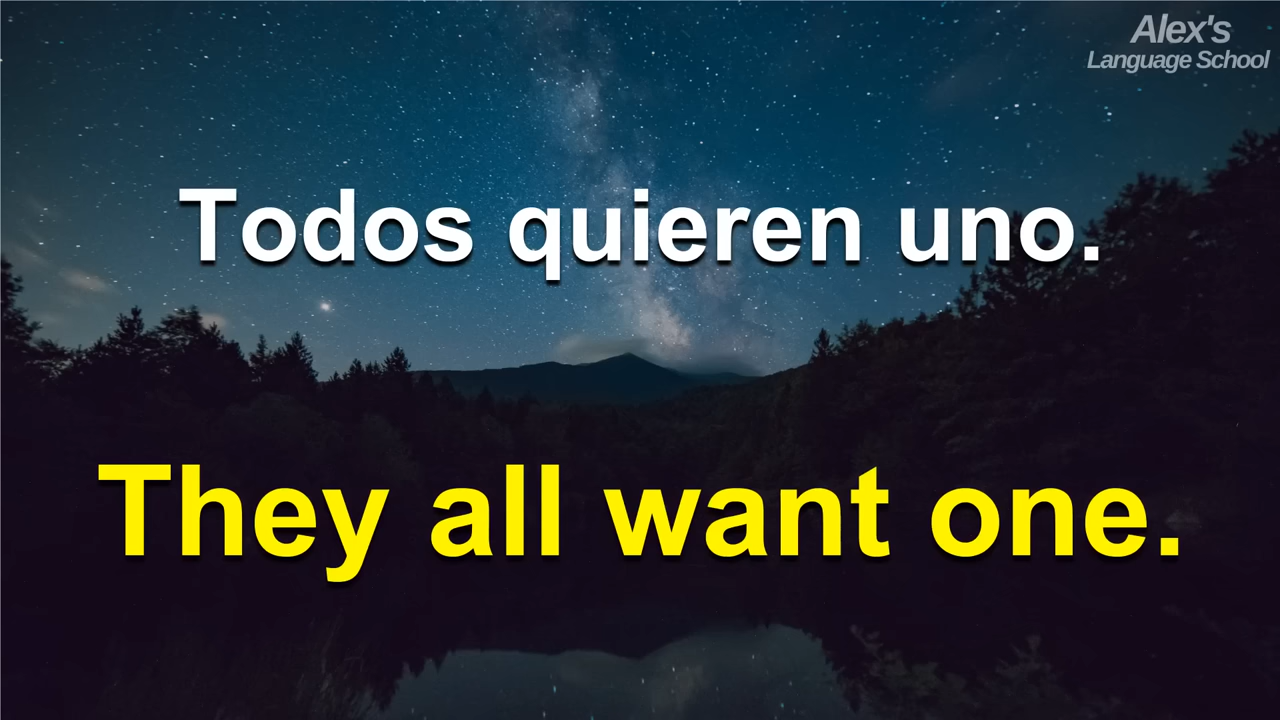 Alex's
Language School
Todos quieren uno.
They all want one.